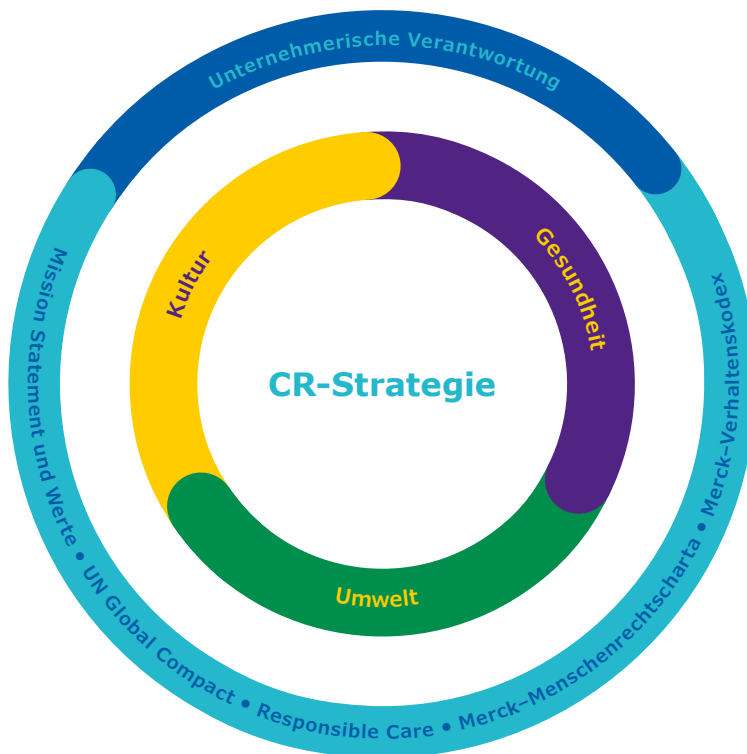 Unternehmerische Verantwortung
Mission Statement und Werte • UN Global Compact • Responsible Care • Merck–Menschenrechtscharta • Merck–Verhaltenskodex
Kultur
Gesundheit
Umwelt
CR-Strategie